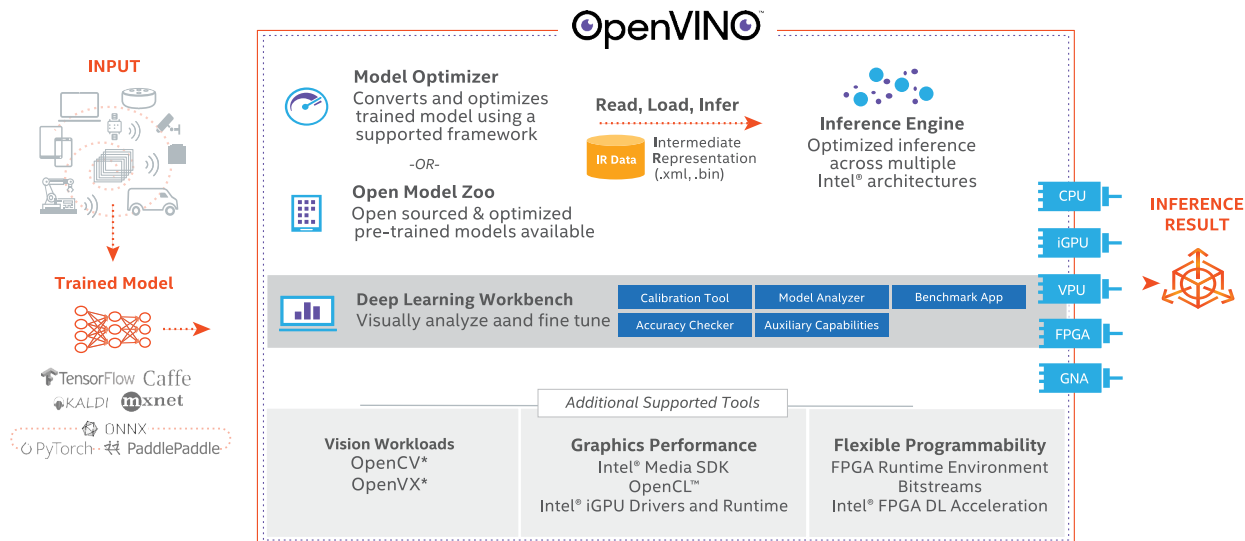 OpenVINO™
INPUT
Trained Model
TensorFlow Caffe
KALDI mxnet
ONNX
PyTorch PaddlePaddle
Model Optimizer
Converts and optimizes
trained model using a
supported framework
-OR-
Open Model Zoo
Open sourced & optimized
pre-trained models available
Read, Load, Infer
IR Data
Intermediate
Representation
(.xml, .bin)
Inference Engine
Optimized inference
across multiple
Intel® architectures
Deep Learning Workbench
Visually analyze aand fine tune
Calibration Tool Model Analyzer Benchmark App
Accuracy Checker Auxiliary Capabilities
CPU
iGPU
VPU
FPGA
GNA
INFERENCE
RESULT
Additional Supported Tools
Vision Workloads
OpenCV*
OpenVX*
Graphics Performance
Intel® Media SDK
OpenCL™
Intel® iGPU Drivers and Runtime
Flexible Programmability
FPGA Runtime Environment
Bitstreams
Intel® FPGA DL Acceleration